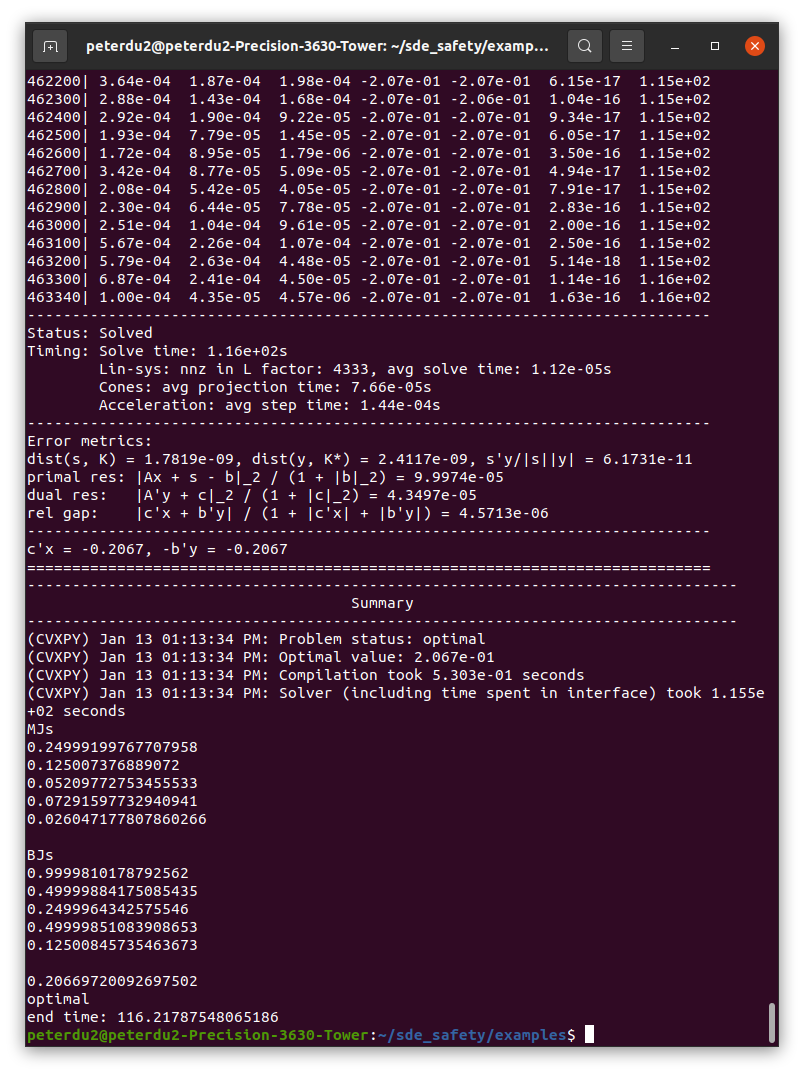 peterdu2@peterdu2-Precision-3630-Tower: ~/sde_safety/examp...
462200| 3.64e-04  1.87e-04  1.98e-04 -2.07e-01 -2.07e-01  6.15e-17  1.15e+02
462300| 2.88e-04  1.43e-04  1.68e-04 -2.07e-01 -2.06e-01  1.04e-16  1.15e+02
462400| 2.92e-04  1.90e-04  9.22e-05 -2.07e-01 -2.07e-01  9.34e-17  1.15e+02
462500| 1.93e-04  7.79e-05  1.45e-05 -2.07e-01 -2.07e-01  6.05e-17  1.15e+02
462600| 1.72e-04  8.95e-05  1.79e-06 -2.07e-01 -2.07e-01  3.50e-16  1.15e+02
462700| 3.42e-04  8.77e-05  5.09e-05 -2.07e-01 -2.07e-01  4.94e-17  1.15e+02
462800| 2.08e-04  5.42e-05  4.05e-05 -2.07e-01 -2.07e-01  7.91e-17  1.15e+02
462900| 2.30e-04  6.44e-05  7.78e-05 -2.07e-01 -2.07e-01  2.83e-16  1.15e+02
463000| 2.51e-04  1.04e-04  9.61e-05 -2.07e-01 -2.07e-01  2.00e-16  1.15e+02
463100| 5.67e-04  2.26e-04  1.07e-04 -2.07e-01 -2.07e-01  2.50e-16  1.15e+02
463200| 5.79e-04  2.63e-04  4.48e-05 -2.07e-01 -2.07e-01  5.14e-18  1.15e+02
463300| 6.87e-04  2.41e-04  4.50e-05 -2.07e-01 -2.07e-01  1.14e-16  1.16e+02
463340| 1.00e-04  4.35e-05  4.57e-06 -2.07e-01 -2.07e-01  1.63e-16  1.16e+02
----------------------------------------------------------------------------
Status: Solved
Timing: Solve time: 1.16e+02s
        Lin-sys: nnz in L factor: 4333, avg solve time: 1.12e-05s
        Cones: avg projection time: 7.66e-05s
        Acceleration: avg step time: 1.44e-04s
----------------------------------------------------------------------------
Error metrics:
dist(s, K) = 1.7819e-09, dist(y, K*) = 2.4117e-09, s'y/|s||y| = 6.1731e-11
primal res: |Ax + s - b|_2 / (1 + |b|_2) = 9.9974e-05
dual res:   |A'y + c|_2 / (1 + |c|_2) = 4.3497e-05
rel gap:    |c'x + b'y| / (1 + |c'x| + |b'y|) = 4.5713e-06
----------------------------------------------------------------------------
c'x = -0.2067, -b'y = -0.2067
============================================================================
-------------------------------------------------------------------------------
                                    Summary
-------------------------------------------------------------------------------
(CVXPY) Jan 13 01:13:34 PM: Problem status: optimal
(CVXPY) Jan 13 01:13:34 PM: Optimal value: 2.067e-01
(CVXPY) Jan 13 01:13:34 PM: Compilation took 5.303e-01 seconds
(CVXPY) Jan 13 01:13:34 PM: Solver (including time spent in interface) took 1.155e
+02 seconds
MJs
0.24999199767707958
0.125007376889072
0.05209772753455533
0.07291597732940941
0.026047177807860266

BJs
0.9999810178792562
0.49999884175085435
0.2499964342575546
0.49999851083908653
0.12500845735463673

0.20669720092697502
optimal
end time: 116.21787548065186
peterdu2@peterdu2-Precision-3630-Tower:~/sde_safety/examples$